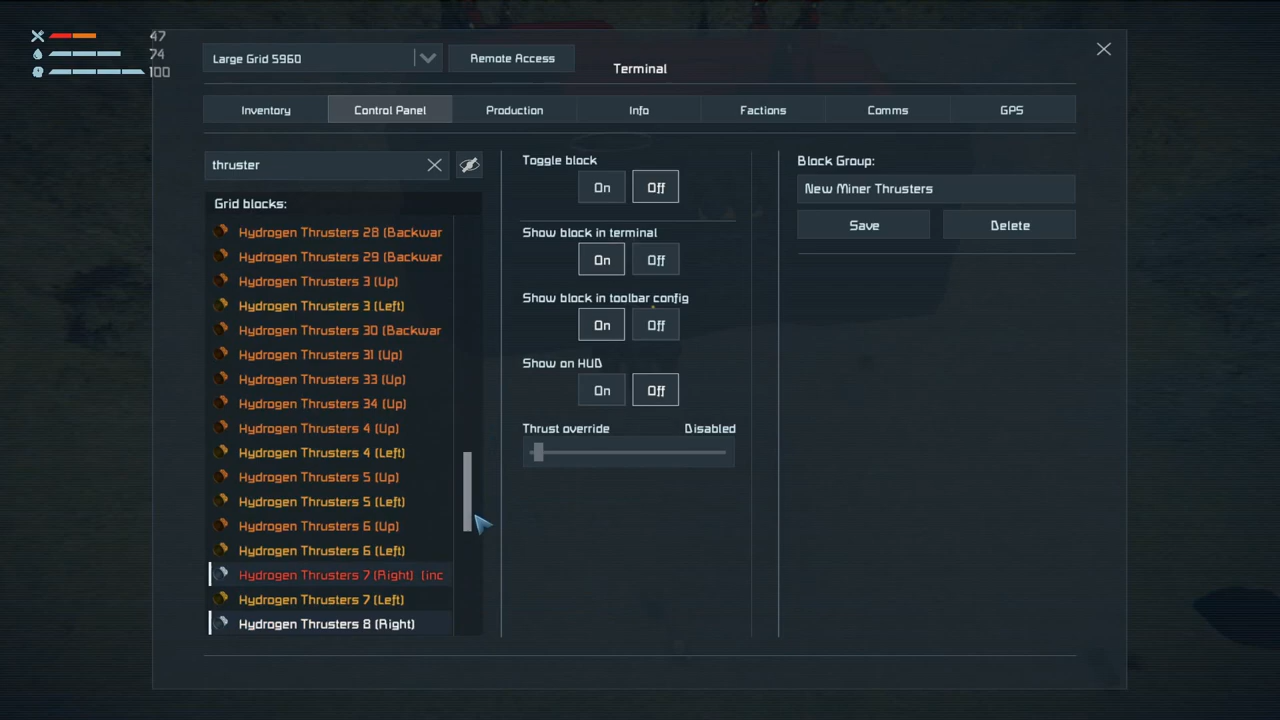 47
74
100
Large Grid 5960
Remote Access
Terminal
Inventory
Control Panel
Production
Info
Factions
Comms
GPS
thruster
Grid blocks:
Hydrogen Thrusters 28 (Backwar
Hydrogen Thrusters 29 (Backwar
Hydrogen Thrusters 3 (Up)
Hydrogen Thrusters 3 (Left)
Hydrogen Thrusters 30 (Backwar
Hydrogen Thrusters 31 (Up)
Hydrogen Thrusters 33 (Up)
Hydrogen Thrusters 34 (Up)
Hydrogen Thrusters 4 (Up)
Hydrogen Thrusters 4 (Left)
Hydrogen Thrusters 5 (Up)
Hydrogen Thrusters 5 (Left)
Hydrogen Thrusters 6 (Up)
Hydrogen Thrusters 6 (Left)
Hydrogen Thrusters 7 (Right) (inc
Hydrogen Thrusters 7 (Left)
Hydrogen Thrusters 8 (Right)
Toggle block
On Off
Show block in terminal
On Off
Show block in toolbar config
On Off
Show on HUD
On Off
Thrust override Disabled
Block Group:
New Miner Thrusters
Save Delete